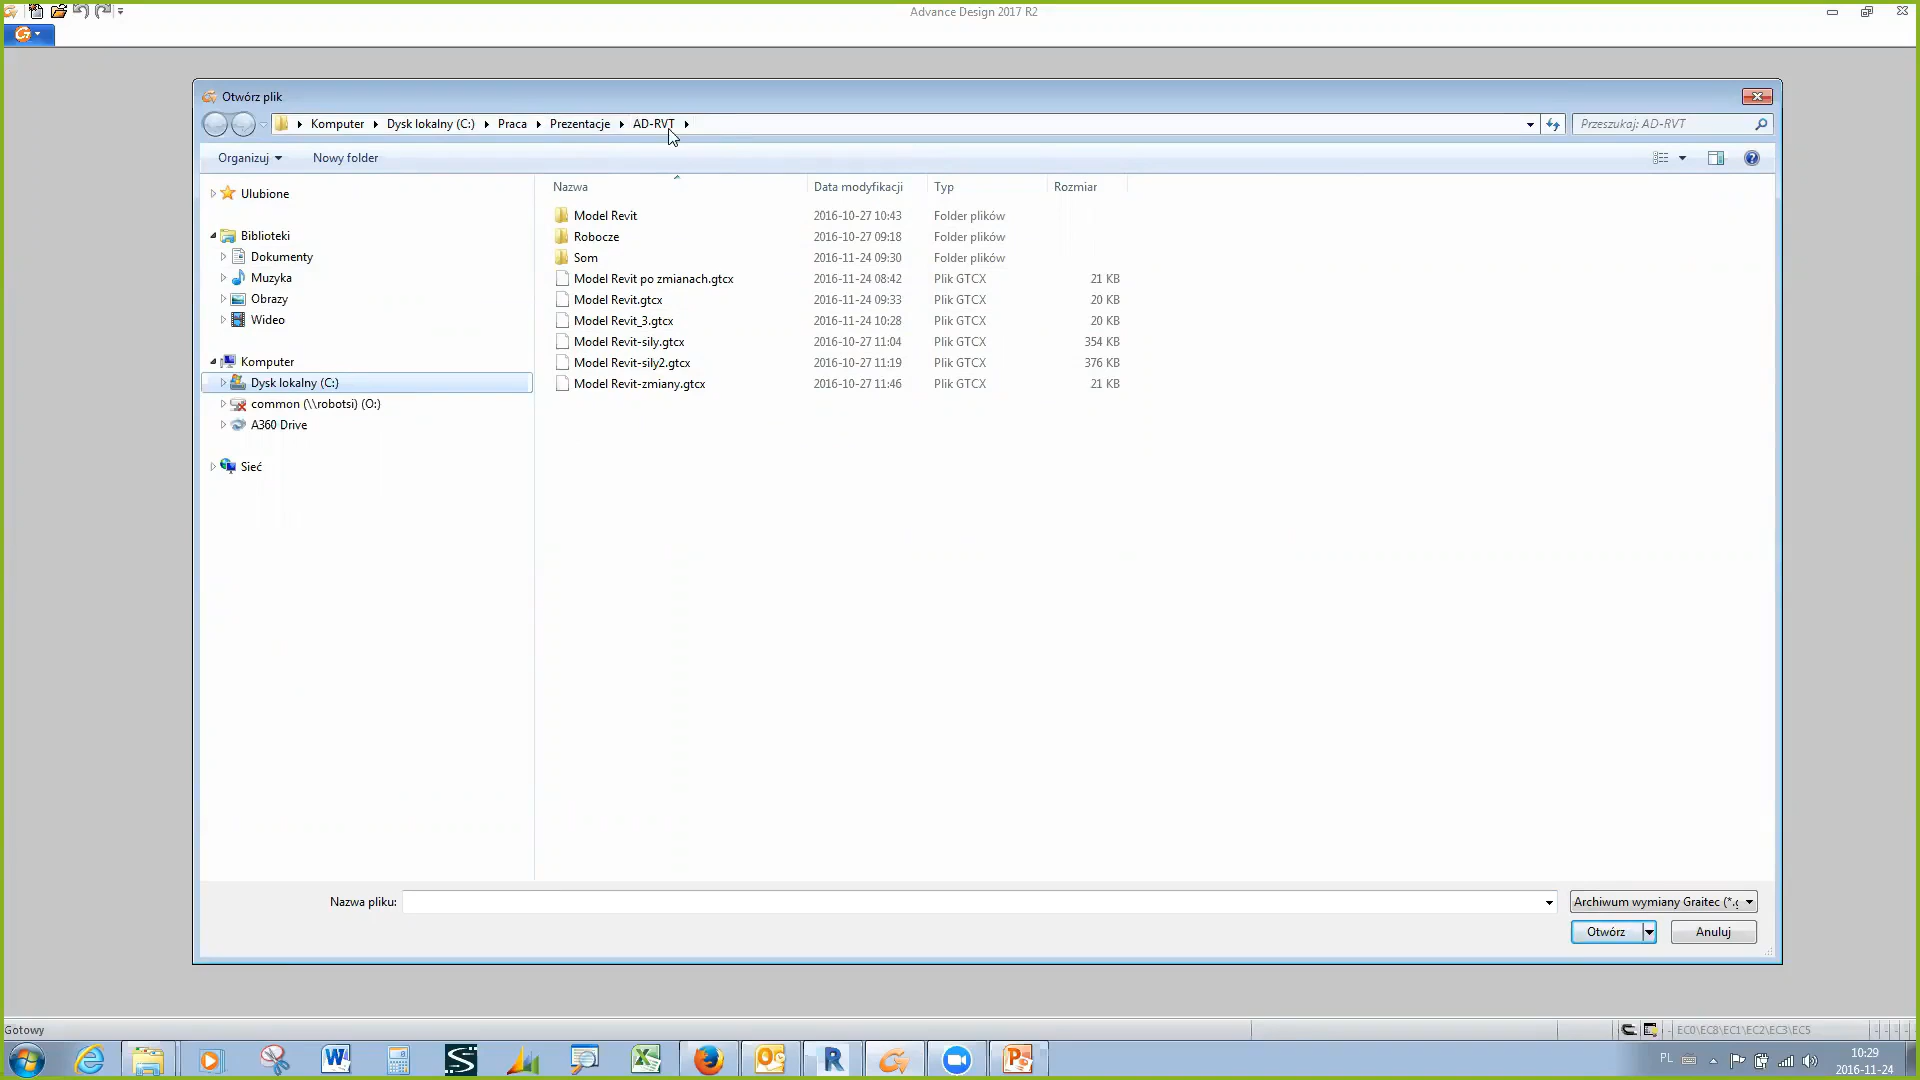 Advance Design 2017 R2
Otwórz plik
Komputer Dysk lokalny (C:) Praca Prezentacje AD-RVT
Przeszukaj: AD-RVT
Organizuj Nowy folder
Nazwa Data modyfikacji Typ Rozmiar
Ulubione
Biblioteki
Dokumenty
Muzyka
Obrazy
Wideo
Komputer
Dysk lokalny (C:)
common (\\robotsi) (O:)
A360 Drive
Sieć
Model Revit 2016-10-27 10:43 Folder plików
Robocze 2016-10-27 09:18 Folder plików
Som 2016-11-24 09:30 Folder plików
Model Revit po zmianach.gtcx 2016-11-24 08:42 Plik GTCX 21 KB
Model Revit.gtcx 2016-11-24 09:33 Plik GTCX 20 KB
Model Revit_3.gtcx 2016-11-24 10:28 Plik GTCX 20 KB
Model Revit-sily.gtcx 2016-10-27 11:04 Plik GTCX 354 KB
Model Revit-sily2.gtcx 2016-10-27 11:19 Plik GTCX 376 KB
Model Revit-zmiany.gtcx 2016-10-27 11:46 Plik GTCX 21 KB
Nazwa pliku: Archiwum wymiany Graitec (*.g
Otwórz Anuluj
Gotowy
EC0\EC8\EC1\EC2\EC3\EC5
PL
10:29
2016-11-24